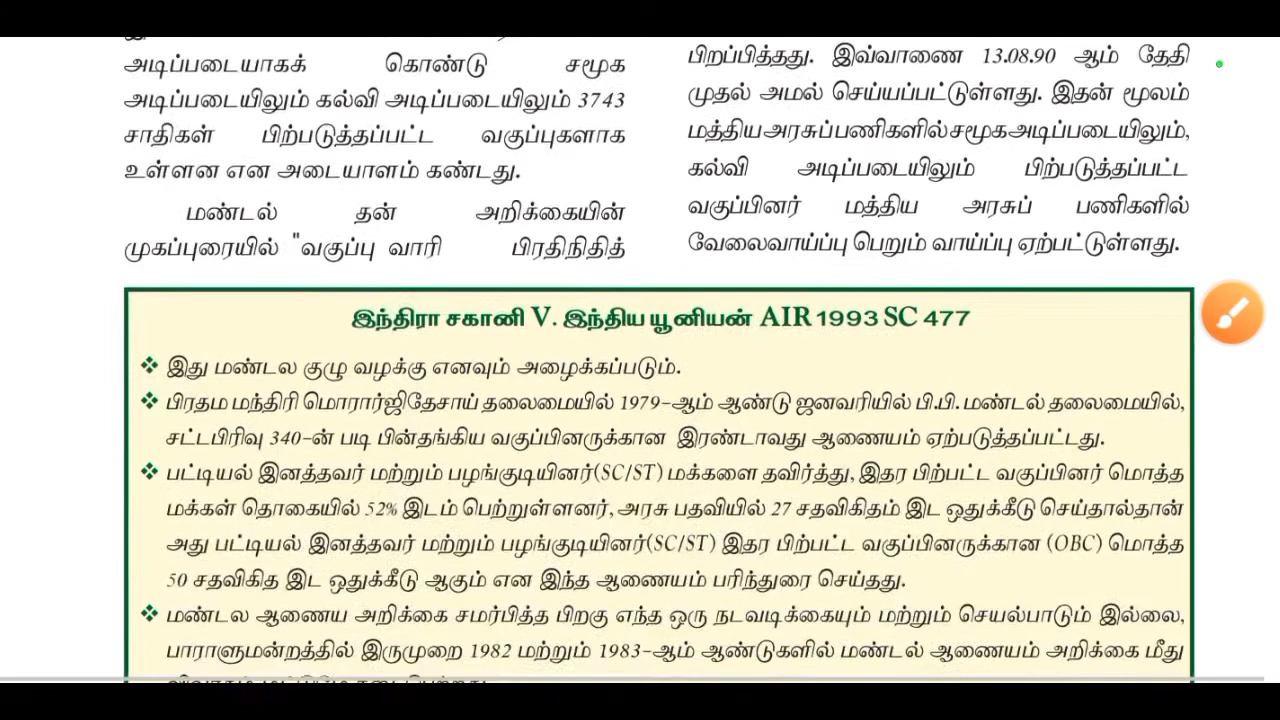 அடிப்படையாகக் கொண்டு சமூக
அடிப்படையிலும் கல்வி அடிப்படையிலும் 3743
சாதிகள் பிற்படுத்தப்பட்ட வகுப்புகளாக
உள்ளன என அடையாளம் கண்டது.
மண்டல் தன் அறிக்கையின்
முகப்புரையில் "வகுப்பு வாரி பிரதிநிதித்
பிறப்பித்தது. இவ்வாணை 13.08.90 ஆம் தேதி
முதல் அமல் செய்யப்பட்டுள்ளது. இதன் மூலம்
மத்திய அரசுப் பணிகளில் சமூக அடிப்படையிலும்,
கல்வி அடிப்படையிலும் பிற்படுத்தப்பட்ட
வகுப்பினர் மத்திய அரசுப் பணிகளில்
வேலைவாய்ப்பு பெறும் வாய்ப்பு ஏற்பட்டுள்ளது.
இந்திரா சகானி V. இந்திய யூனியன் AIR 1993 SC 477
❖ இது மண்டல குழு வழக்கு எனவும் அழைக்கப்படும்.
❖ பிரதம மந்திரி மொரார்ஜிதேசாய் தலைமையில் 1979-ஆம் ஆண்டு ஜனவரியில் பி.பி. மண்டல் தலைமையில்,
சட்டபிரிவு 340-ன் படி பின்தங்கிய வகுப்பினருக்கான இரண்டாவது ஆணையம் ஏற்படுத்தப்பட்டது.
❖ பட்டியல் இனத்தவர் மற்றும் பழங்குடியினர்(SC/ST) மக்களை தவிர்த்து, இதர பிற்பட்ட வகுப்பினர் மொத்த
மக்கள் தொகையில் 52% இடம் பெற்றுள்ளனர், அரசு பதவியில் 27 சதவிகிதம் இட ஒதுக்கீடு செய்தால்தான்
அது பட்டியல் இனத்தவர் மற்றும் பழங்குடியினர்(SC/ST) இதர பிற்பட்ட வகுப்பினருக்கான (OBC) மொத்த
50 சதவிகித இட ஒதுக்கீடு ஆகும் என இந்த ஆணையம் பரிந்துரை செய்தது.
❖ மண்டல ஆணைய அறிக்கை சமர்பித்த பிறகு எந்த ஒரு நடவடிக்கையும் மற்றும் செயல்பாடும் இல்லை,
பாராளுமன்றத்தில் இருமுறை 1982 மற்றும் 1983-ஆம் ஆண்டுகளில் மண்டல் ஆணையம் அறிக்கை மீது